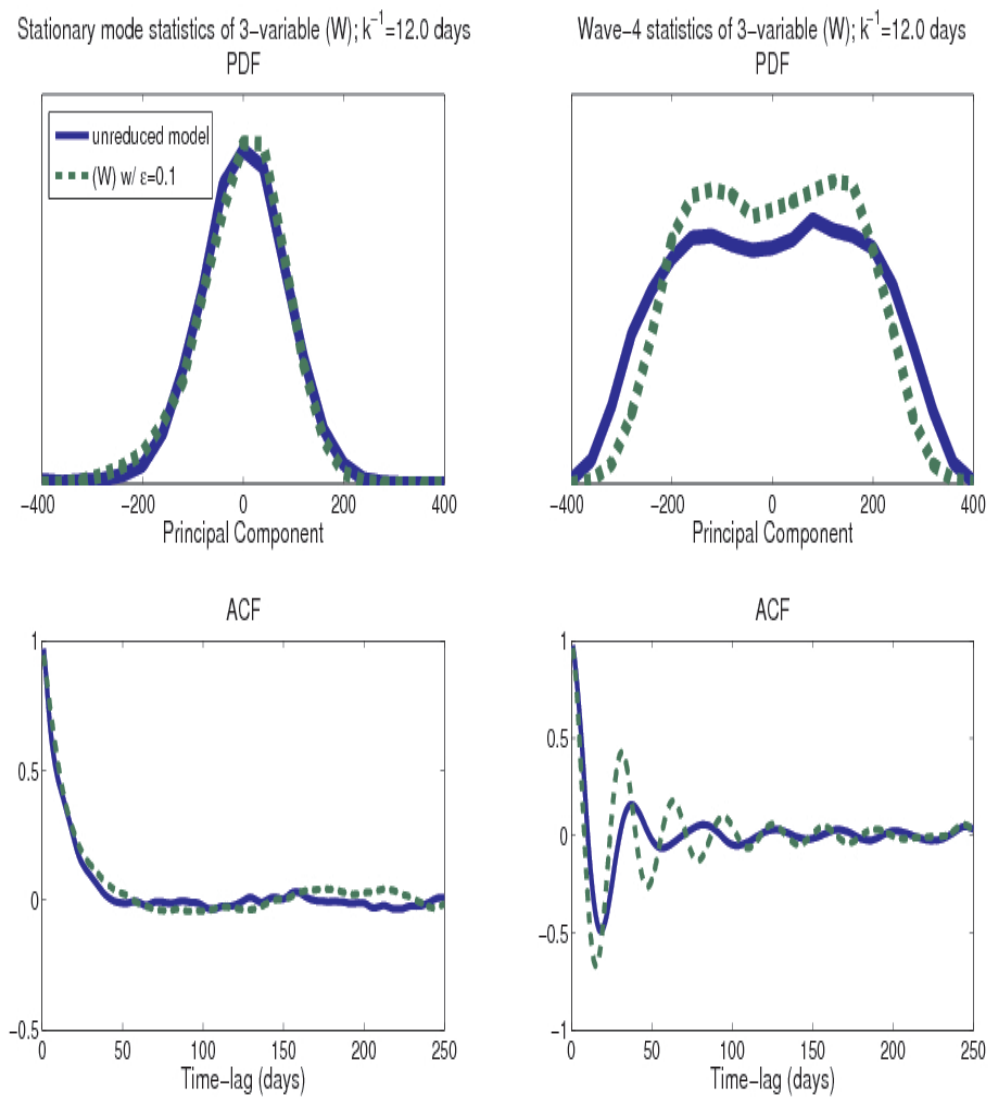 Stationary mode statistics of 3−variable (W); k⁻¹=12.0 days
PDF
unreduced model
(W) w/ ε=0.1
−400 −200 0 200 400
Principal Component
Wave−4 statistics of 3−variable (W); k⁻¹=12.0 days
PDF
−400 −200 0 200 400
Principal Component
ACF
1
0.5
0
−0.5
0 50 100 150 200 250
Time−lag (days)
ACF
1
0.5
0
−0.5
−1
0 50 100 150 200 250
Time−lag (days)